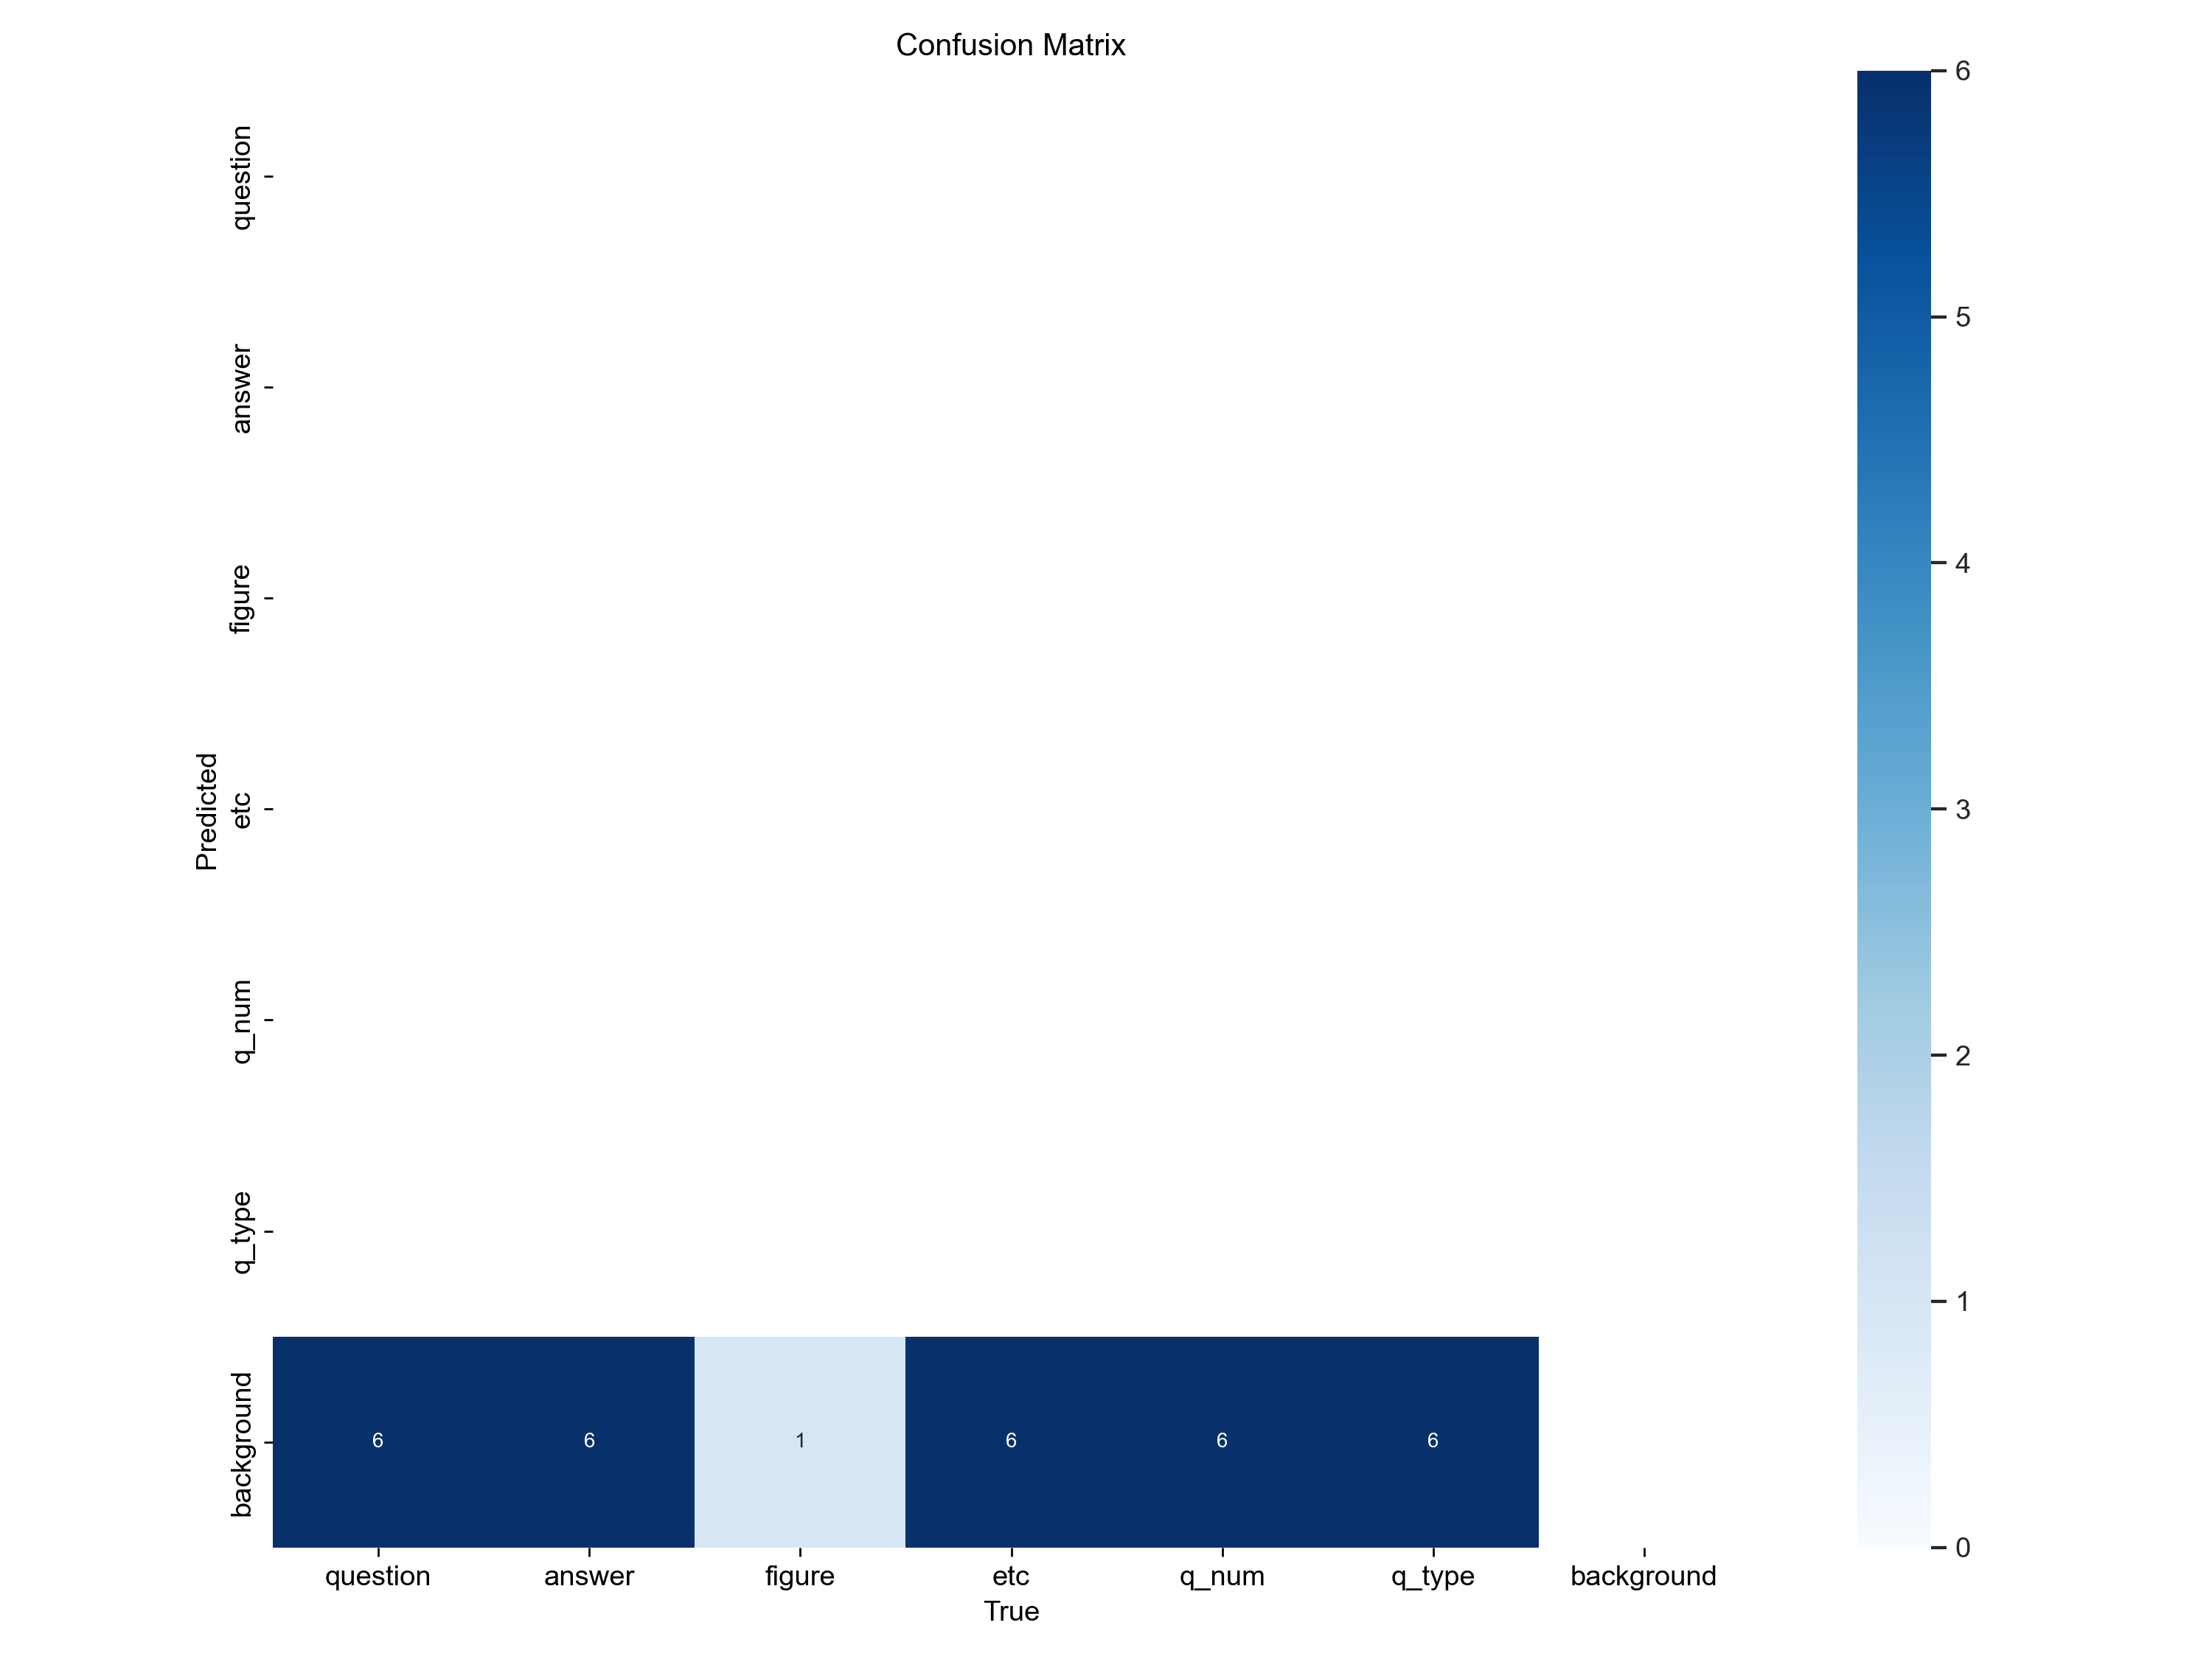 Confusion Matrix
question
answer
figure
etc
q_num
q_type
background
Predicted
6 6 1 6 6 6
question answer figure etc q_num q_type background
True
6
5
4
3
2
1
0